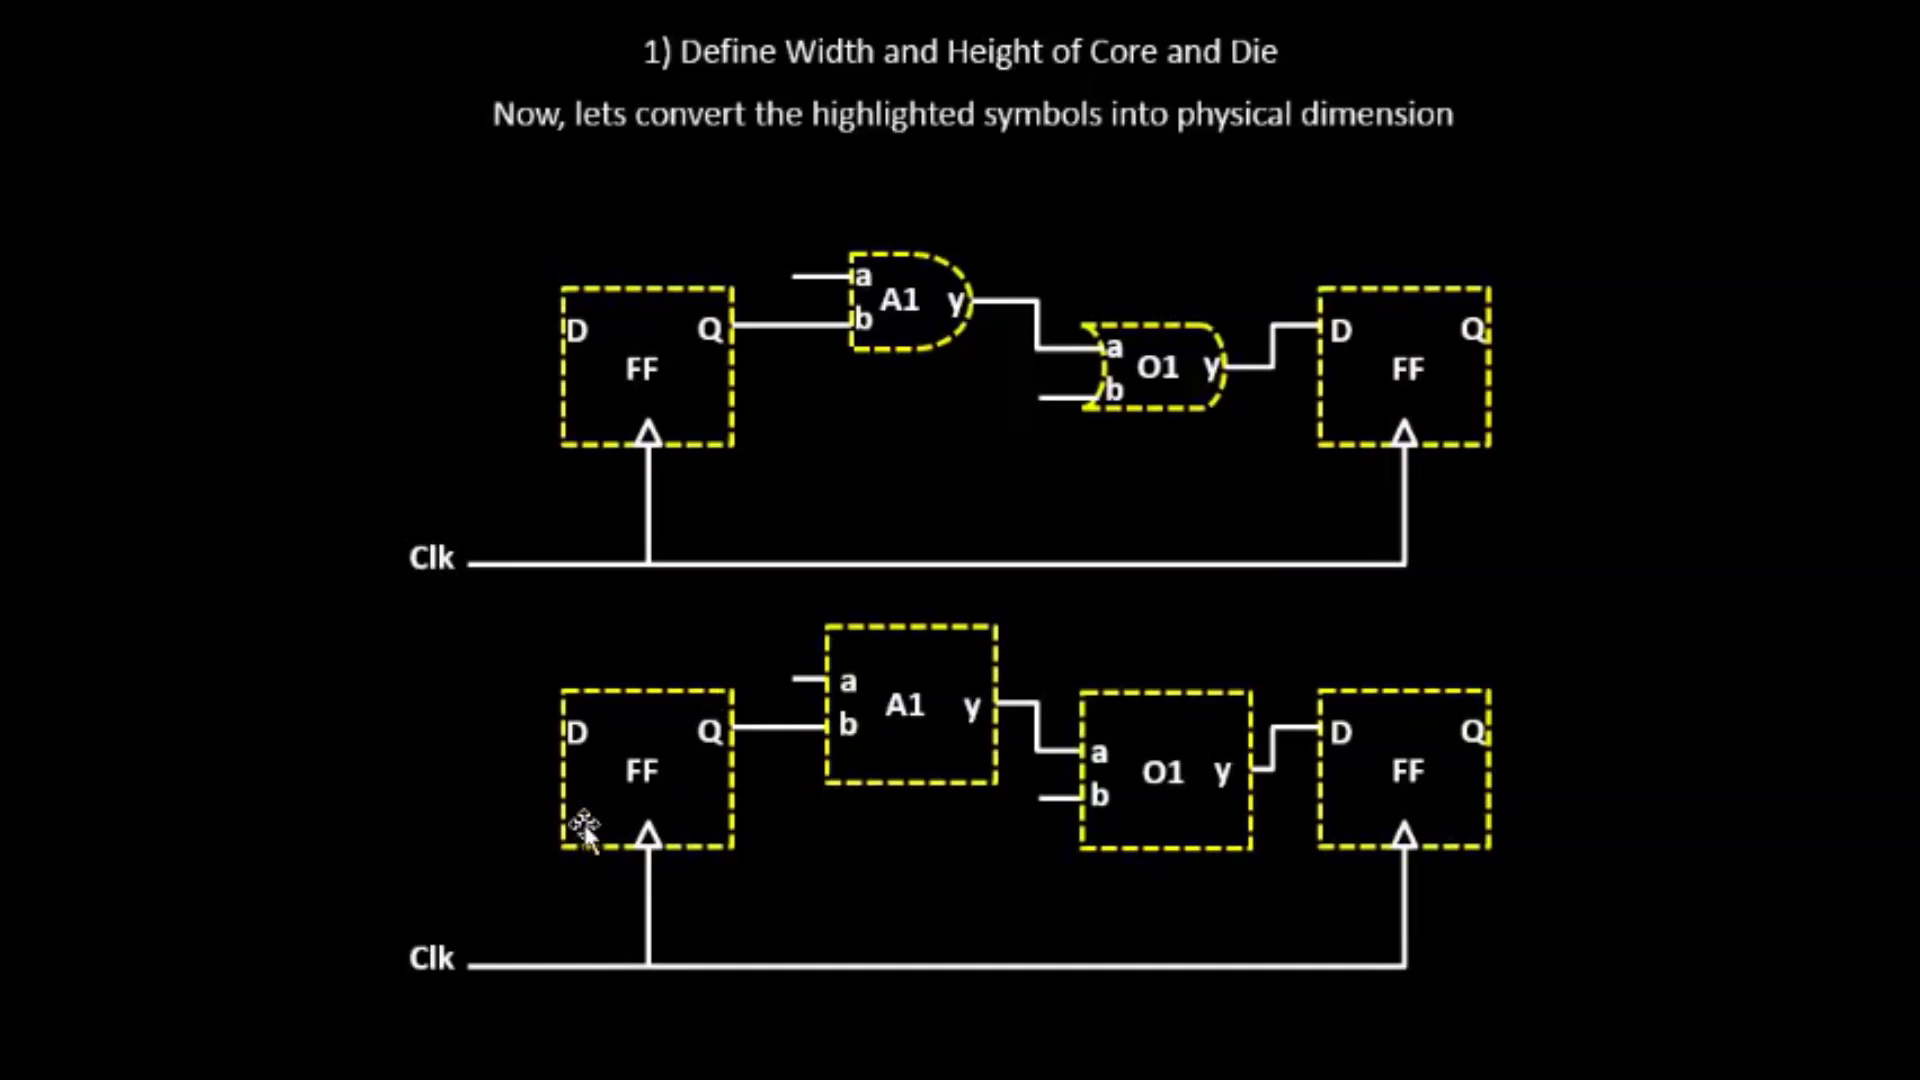 1) Define Width and Height of Core and Die
Now, lets convert the highlighted symbols into physical dimension
D Q FF
a b A1 y
a b O1 y
D Q FF
Clk
D Q FF
a b A1 y
a b O1 y
D Q FF
Clk